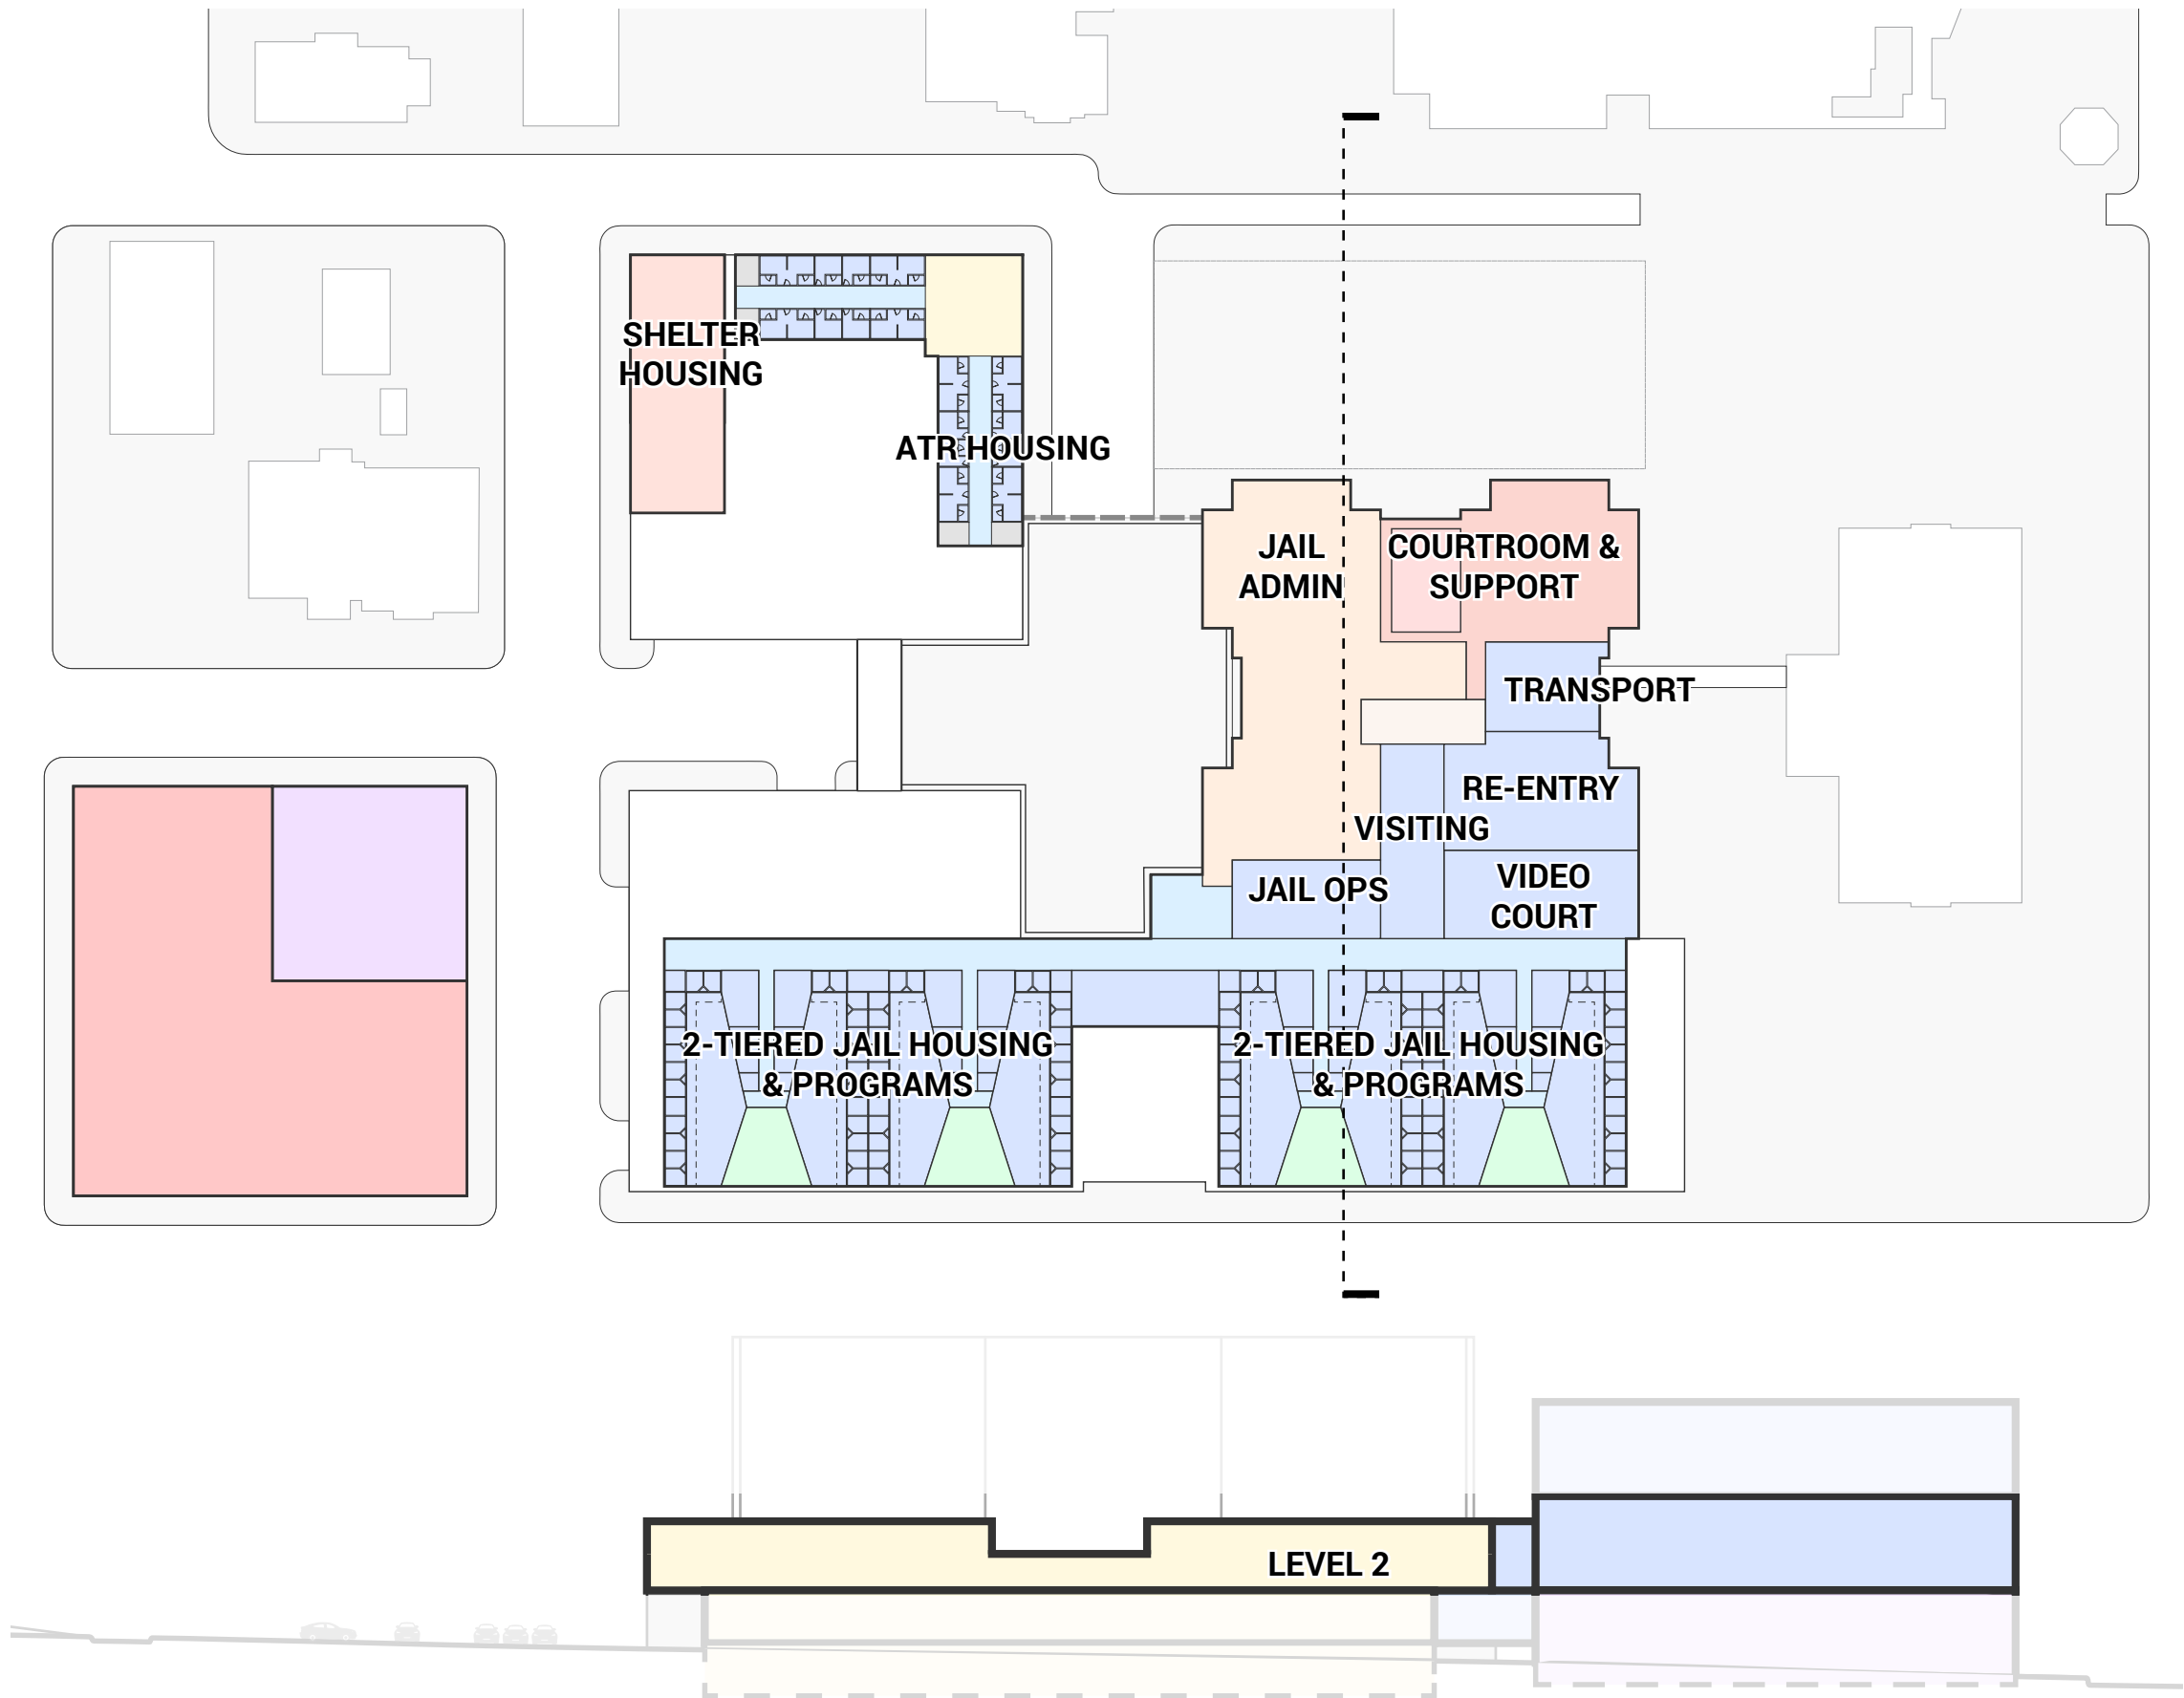 SHELTER
HOUSING
ATR HOUSING
JAIL
ADMIN
COURTROOM &
SUPPORT
TRANSPORT
RE-ENTRY
VISITING
VIDEO
COURT
JAIL OPS
2-TIERED JAIL HOUSING
& PROGRAMS
2-TIERED JAIL HOUSING
& PROGRAMS
LEVEL 2